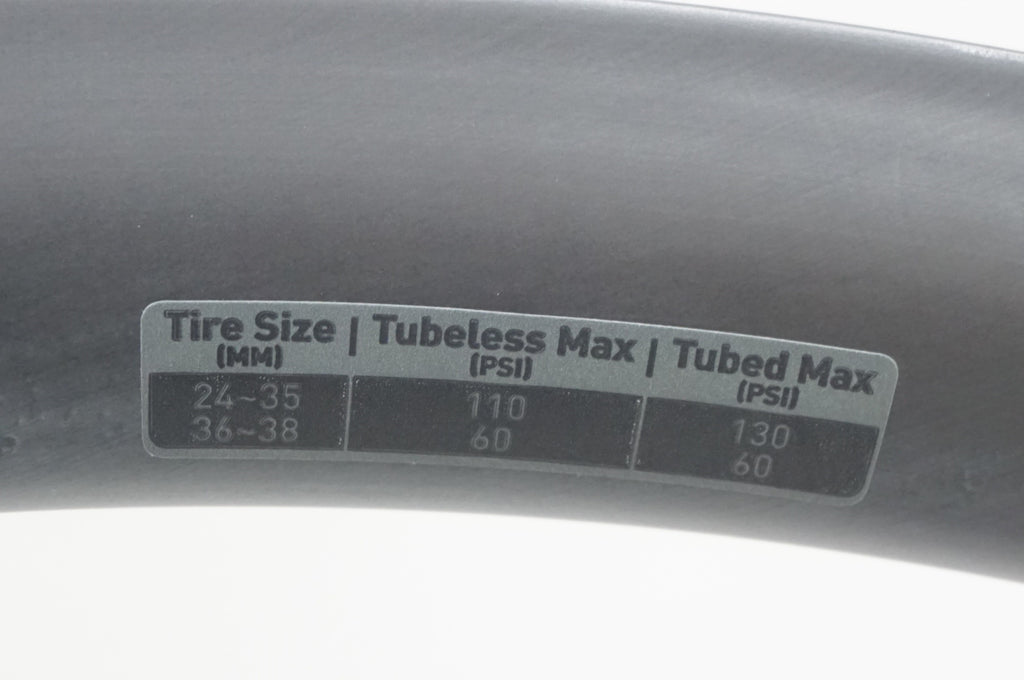 Tire Size | Tubeless Max | Tubed Max
(MM) (PSI) (PSI)
24~35 110 130
36~38 60 60